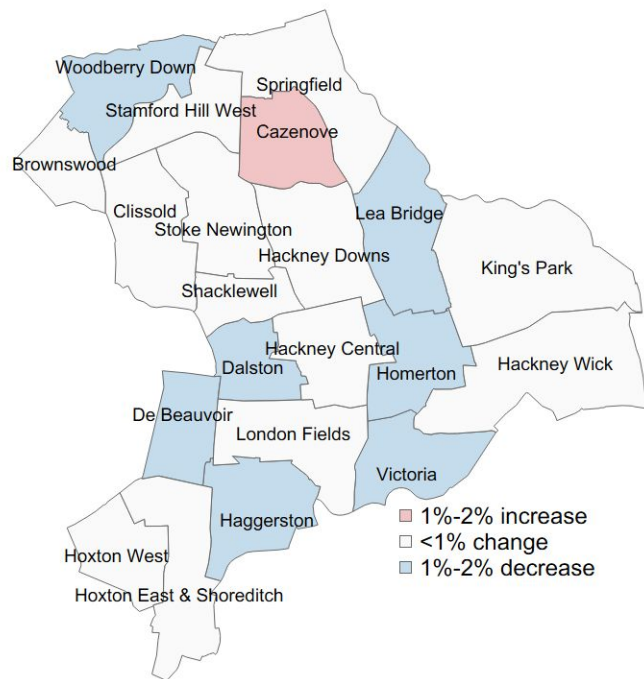 Woodberry Down
Springfield
Stamford Hill West
Cazenove
Brownswood
Clissold
Lea Bridge
Stoke Newington
Hackney Downs
King's Park
Shacklewell
Hackney Central
Hackney Wick
Dalston
Homerton
De Beauvoir
London Fields
Victoria
Haggerston
Hoxton West
Hoxton East & Shoreditch
1%-2% increase
<1% change
1%-2% decrease